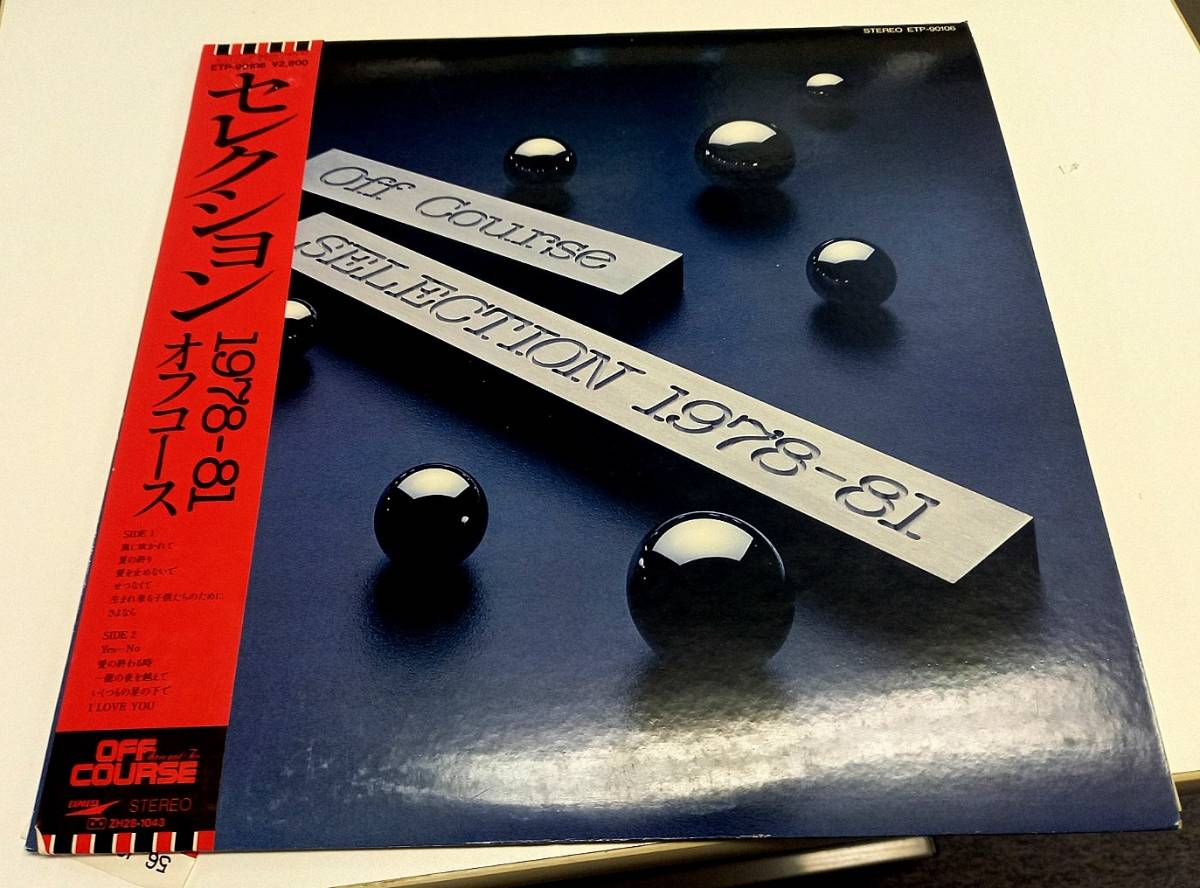 STEREO ETP-90106
ETP-90106 ¥2,800
セレクション
1978-81
オフコース
Off Course
SELECTION 1978-81
SIDE 1
風に吹かれて
夏の終り
愛を止めないで
せつなくて
生まれ来る子供たちのために
さよなら
SIDE 2
Yes-No
愛の終わる時
一億の夜を越えて
いくつもの星の下で
I LOVE YOU
OFF
COURSE
EXPRESS STEREO
ZH28-1043
56